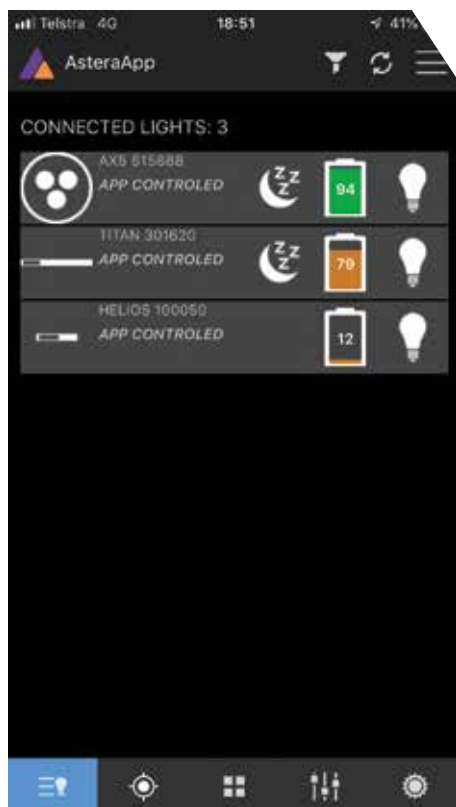 Telstra 4G 18:51 41%
AsteraApp
CONNECTED LIGHTS: 3
AX5 615888
APP CONTROLED
94
TITAN 301620
APP CONTROLED
79
HELIOS 100050
APP CONTROLED
12